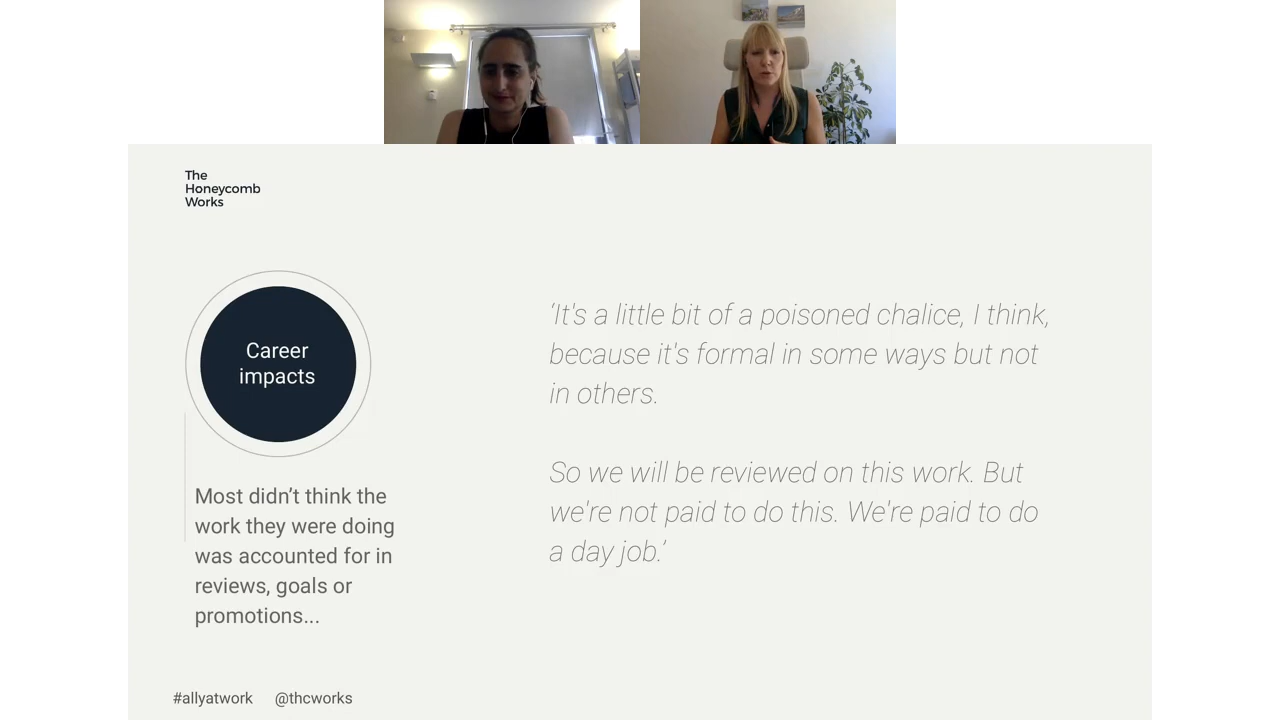 The
Honeycomb
Works
Career
impacts
Most didn’t think the
work they were doing
was accounted for in
reviews, goals or
promotions...
‘It's a little bit of a poisoned chalice, I think,
because it's formal in some ways but not
in others.
So we will be reviewed on this work. But
we're not paid to do this. We're paid to do
a day job.’
#allyatwork @thcworks